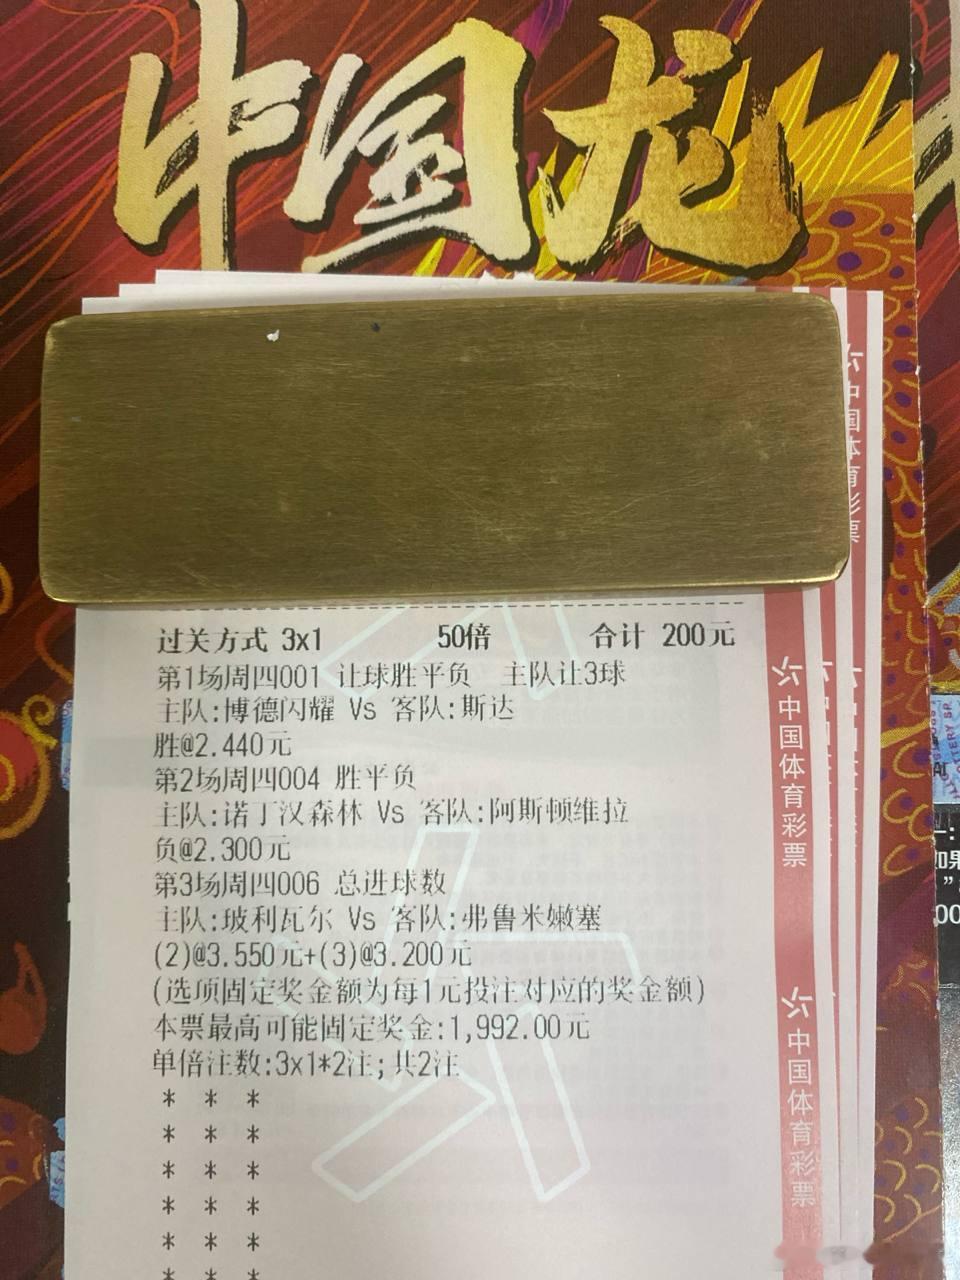 中国龙
过关方式 3x1 50倍 合计 200元
第1场周四001 让球胜平负 主队让3球
主队:博德闪耀 Vs 客队:斯达
胜@2.440元
第2场周四004 胜平负
主队:诺丁汉森林 Vs 客队:阿斯顿维拉
负@2.300元
第3场周四006 总进球数
主队:玻利瓦尔 Vs 客队:弗鲁米嫩塞
(2)@3.550元+(3)@3.200元
(选项固定奖金额为每1元投注对应的奖金额)
本票最高可能固定奖金:1,992.00元
单倍注数:3x1*2注;共2注
* * *
* * *
* * *
* * *
* * *
* * *
中国体育彩票
中国体育彩票
中国体育彩票
如果
00